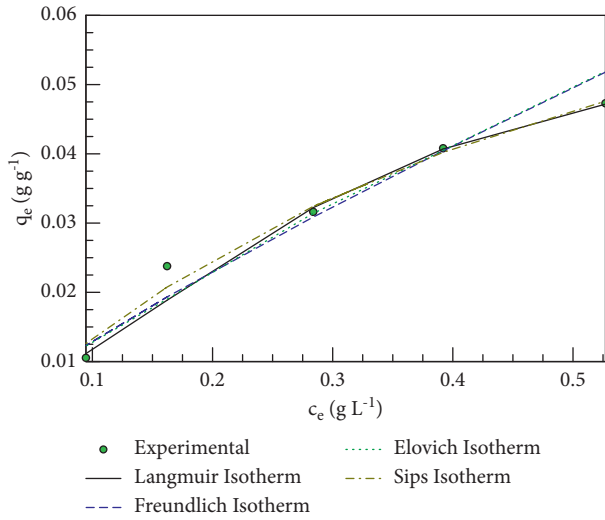 0.06
0.05
0.04
0.03
0.02
0.01
q_e (g g⁻¹)
0.1 0.2 0.3 0.4 0.5
c_e (g L⁻¹)
Experimental
Langmuir Isotherm
Freundlich Isotherm
Elovich Isotherm
Sips Isotherm